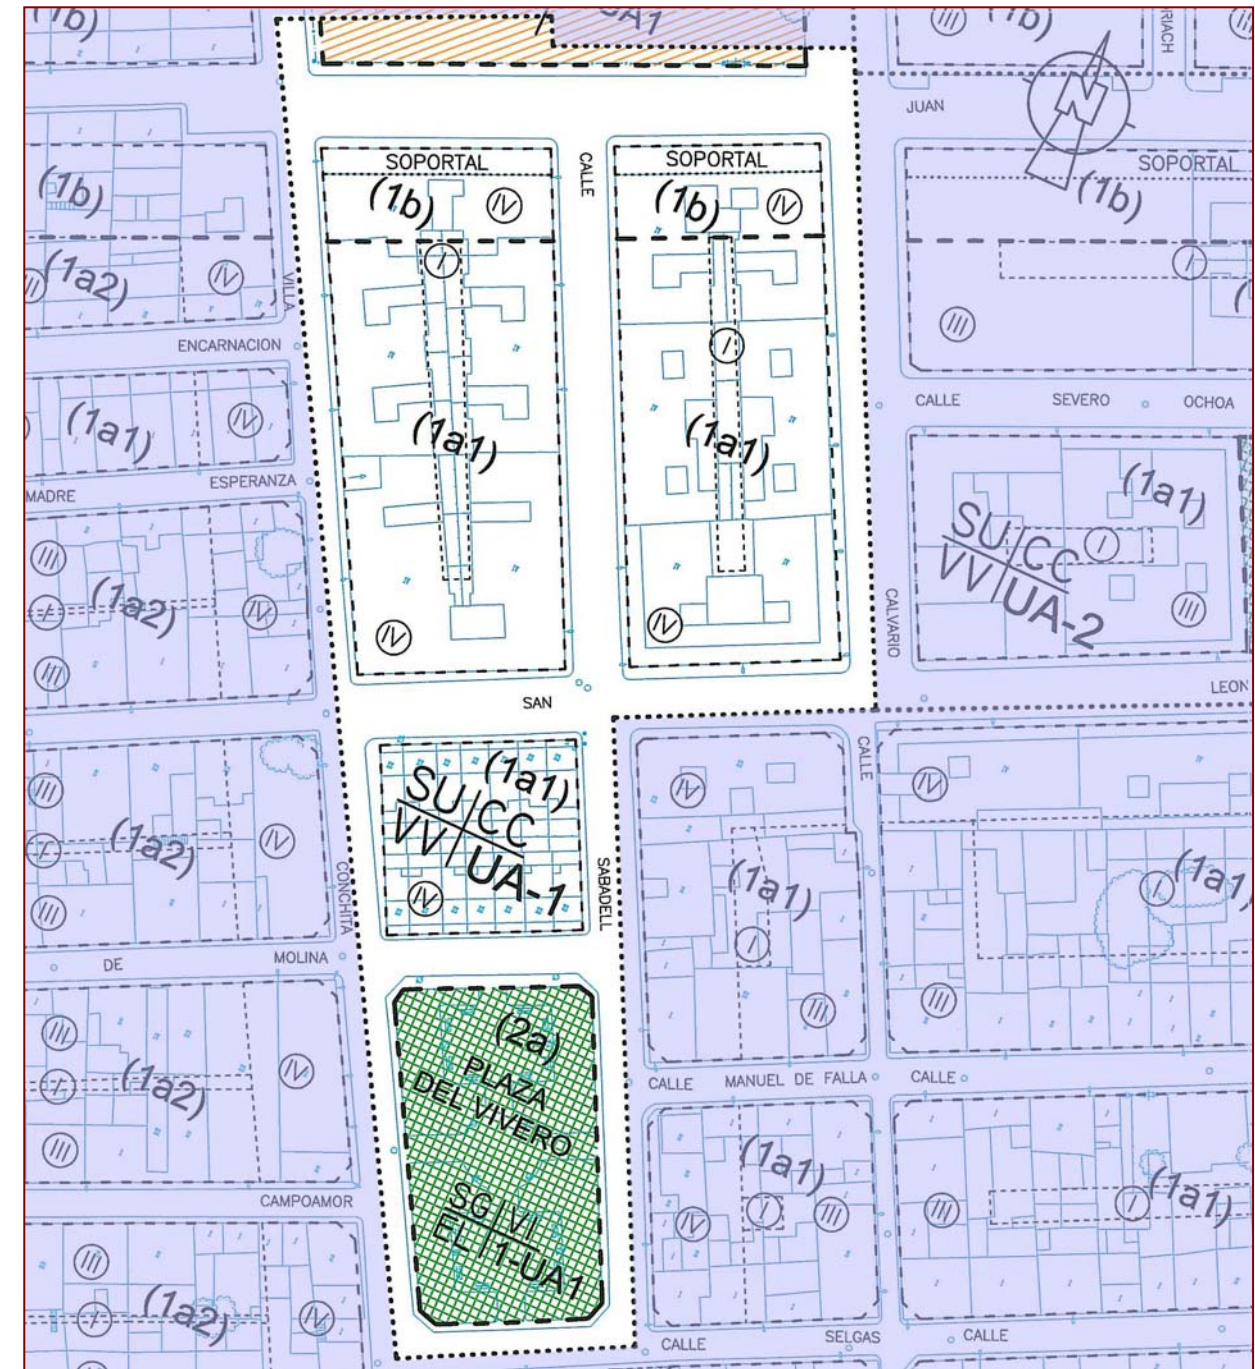 (1b)
UA1
III
(1b)
RIACH
JUAN
N
SOPORTAL
CALLE
SOPORTAL
SOPORTAL
(1b)
(1b)
IV
(1b)
IV
(1b)
I
I
(1a2)
IV
VILLA
III
I
ENCARNACION
CALLE
SEVERO
OCHOA
(1a1)
IV
(1a1)
(1a1)
MADRE
ESPERANZA
(1a1)
III
I
III
(1a2)
IV
SU CC
VV UA-2
I
III
CALVARIO
IV
IV
SAN
LEON
III
I
III
(1a2)
IV
CONCHITA
(1a1)
SU CC
VV UA-1
IV
SABADELL
CALLE
IV
(1a1)
I
III
IV
I
(1a1)
III
DE
MOLINA
(2a)
PLAZA
DEL VIVERO
SG VI
EL 1-UA1
III
I
III
(1a2)
IV
CALLE
MANUEL DE FALLA
CALLE
(1a1)
IV
I
III
III
I
(1a1)
CAMPOAMOR
III
I
(1a2)
IV
CALLE
SELGAS
CALLE